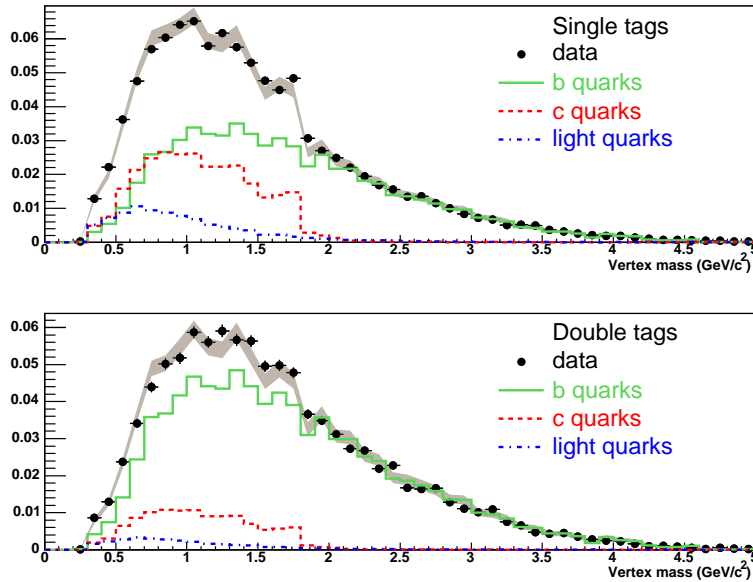 Single tags
data
b quarks
c quarks
light quarks
0.06
0.05
0.04
0.03
0.02
0.01
0
0 0.5 1 1.5 2 2.5 3 3.5 4 4.5 5
Vertex mass (GeV/c²)
Double tags
data
b quarks
c quarks
light quarks
0.06
0.05
0.04
0.03
0.02
0.01
0
0 0.5 1 1.5 2 2.5 3 3.5 4 4.5 5
Vertex mass (GeV/c²)